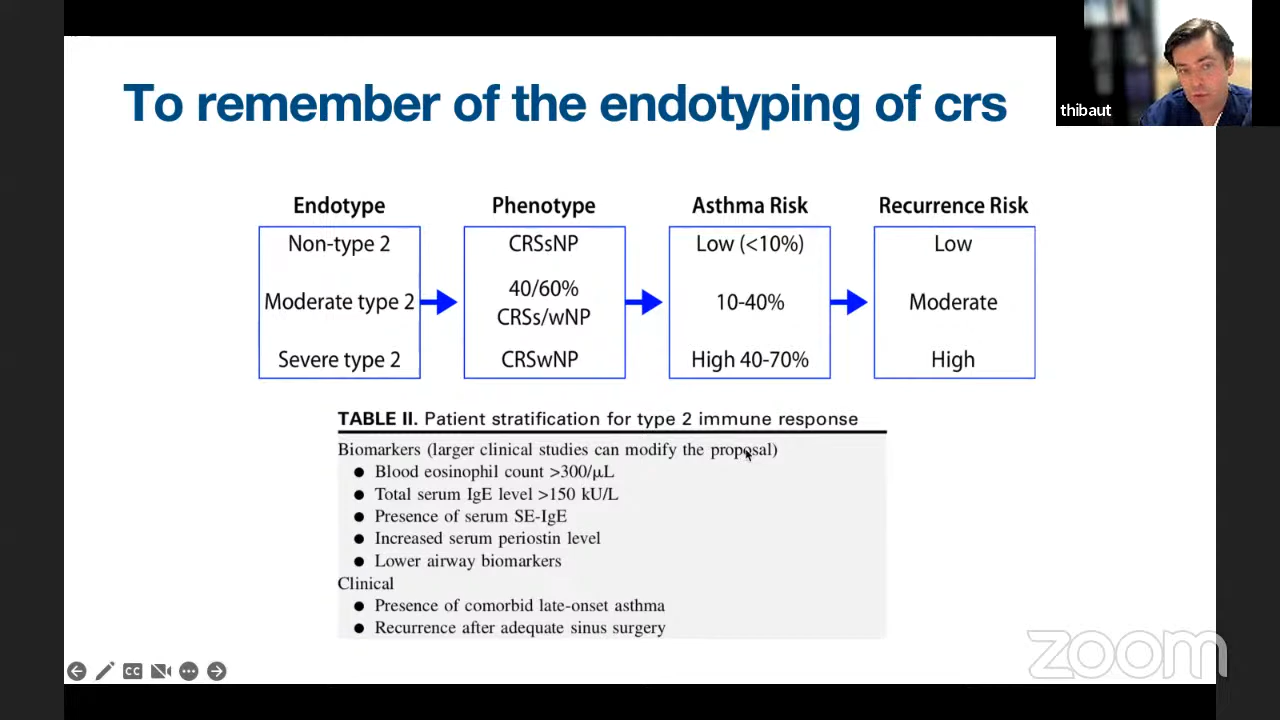 To remember of the endotyping of crs
thibaut
Endotype
Non-type 2
Moderate type 2
Severe type 2
Phenotype
CRSsNP
40/60%
CRSs/wNP
CRSwNP
Asthma Risk
Low (<10%)
10-40%
High 40-70%
Recurrence Risk
Low
Moderate
High
TABLE II. Patient stratification for type 2 immune response
Biomarkers (larger clinical studies can modify the proposal)
● Blood eosinophil count >300/μL
● Total serum IgE level >150 kU/L
● Presence of serum SE-IgE
● Increased serum periostin level
● Lower airway biomarkers
Clinical
● Presence of comorbid late-onset asthma
● Recurrence after adequate sinus surgery
CC
zoom